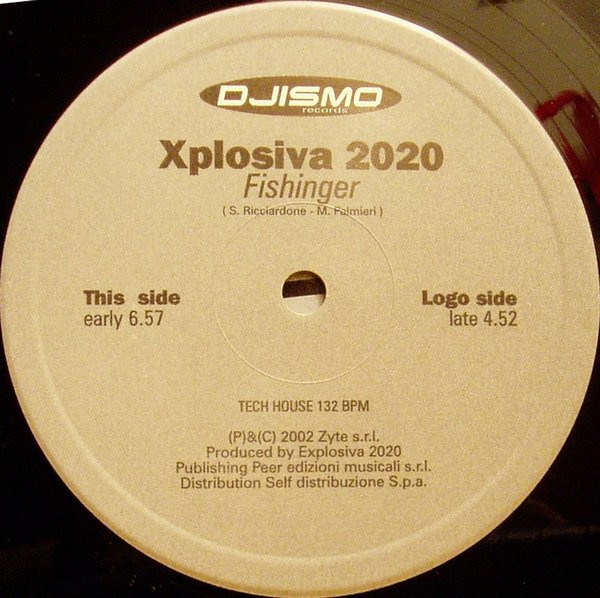 DJISMO
records
Xplosiva 2020
Fishinger
( S. Ricciardone - M. Palmieri )
This side
early 6.57
Logo side
late 4.52
TECH HOUSE 132 BPM
(P)&(C) 2002 Zyte s.r.l.
Produced by Explosiva 2020
Publishing Peer edizioni musicali s.r.l.
Distribution Self distribuzione S.p.a.